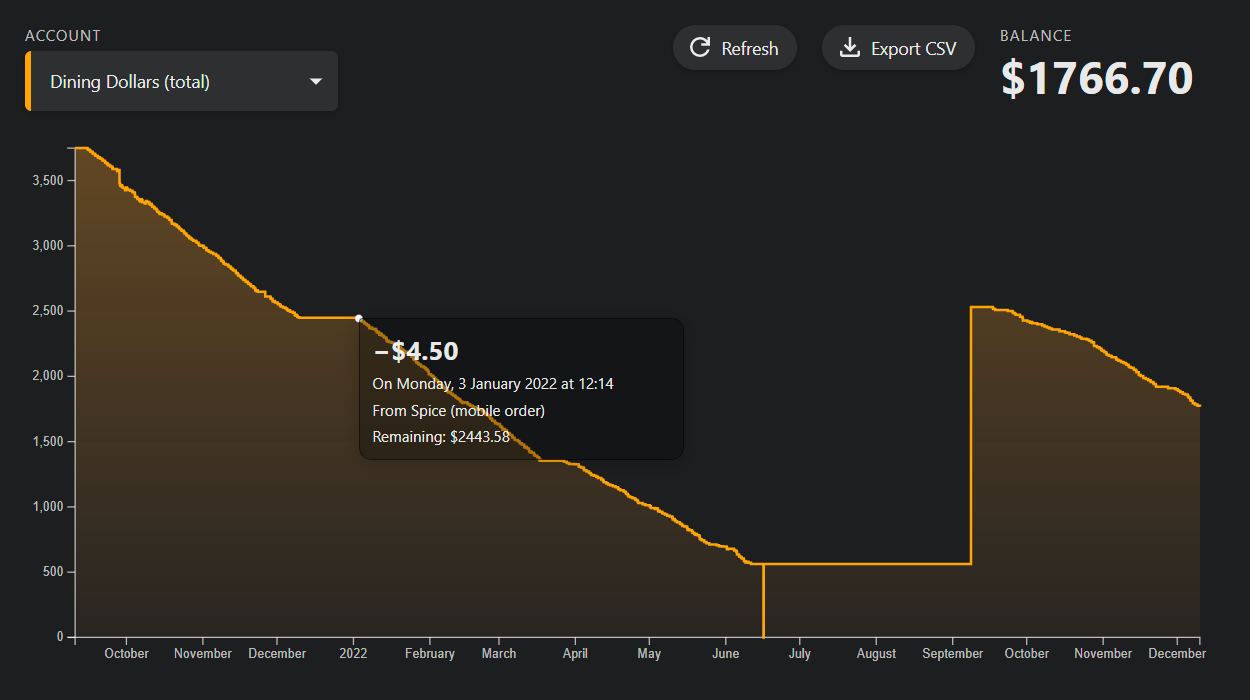 ACCOUNT
Dining Dollars (total)
Refresh
Export CSV
BALANCE
$1766.70
3,500
3,000
2,500
2,000
1,500
1,000
500
0
−$4.50
On Monday, 3 January 2022 at 12:14
From Spice (mobile order)
Remaining: $2443.58
October November December 2022 February March April May June July August September October November December